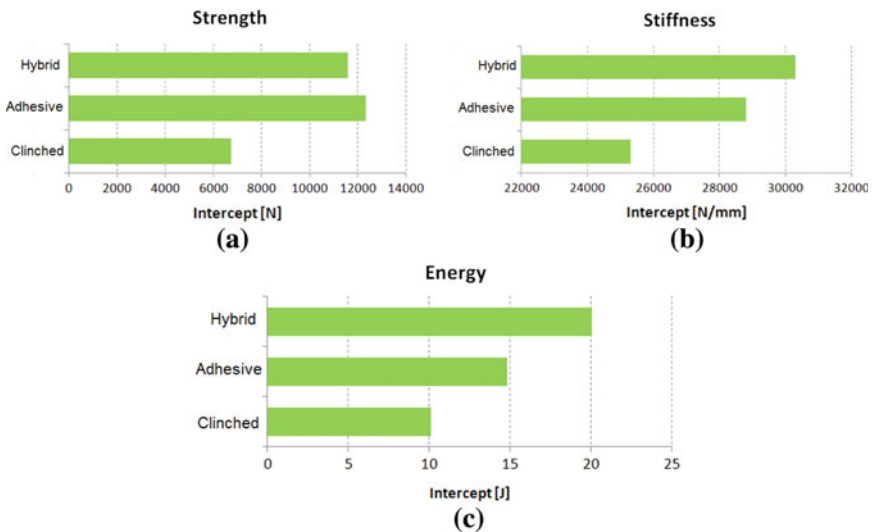 Strength
Hybrid
Adhesive
Clinched
0 2000 4000 6000 8000 10000 12000 14000
Intercept [N]
(a)
Stiffness
Hybrid
Adhesive
Clinched
22000 24000 26000 28000 30000 32000
Intercept [N/mm]
(b)
Energy
Hybrid
Adhesive
Clinched
0 5 10 15 20 25
Intercept [J]
(c)